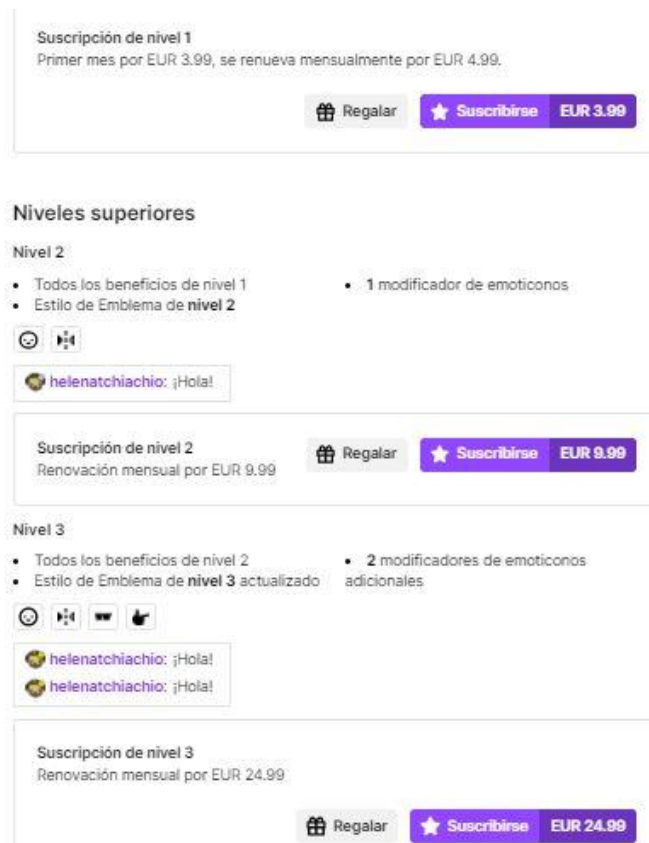 Suscripción de nivel 1
Primer mes por EUR 3.99, se renueva mensualmente por EUR 4.99.
Regalar Suscribirse EUR 3.99
Niveles superiores
Nivel 2
• Todos los beneficios de nivel 1
• Estilo de Emblema de nivel 2
• 1 modificador de emoticonos
helenatchiachio: ¡Hola!
Suscripción de nivel 2
Renovación mensual por EUR 9.99
Regalar Suscribirse EUR 9.99
Nivel 3
• Todos los beneficios de nivel 2
• Estilo de Emblema de nivel 3 actualizado
• 2 modificadores de emoticonos
adicionales
helenatchiachio: ¡Hola!
helenatchiachio: ¡Hola!
Suscripción de nivel 3
Renovación mensual por EUR 24.99
Regalar Suscribirse EUR 24.99